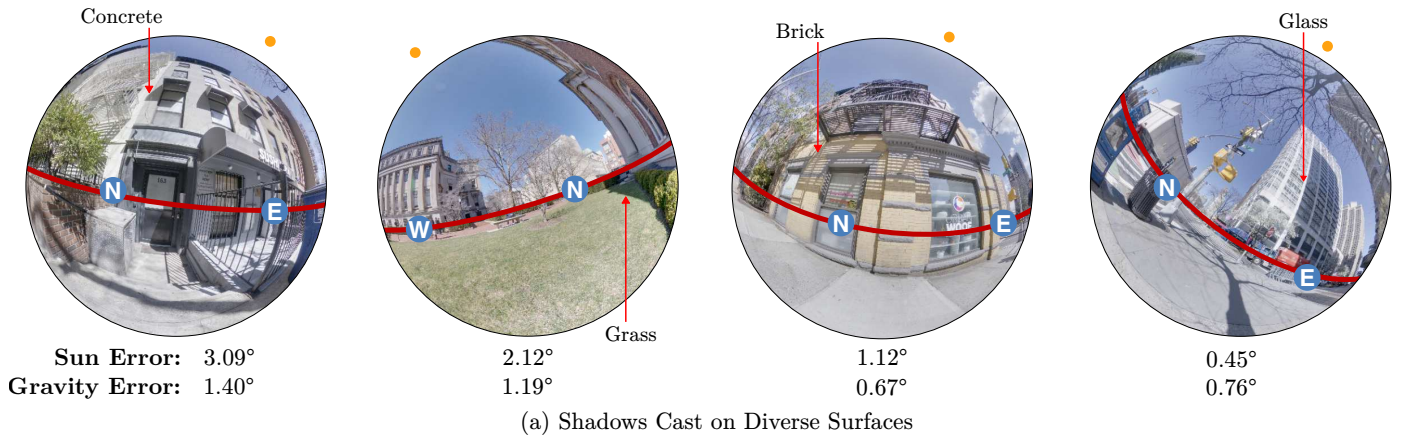 Concrete
Brick
Glass
N
E
W
N
N
E
N
E
WOOF
Grass
Sun Error: 3.09° 2.12° 1.12° 0.45°
Gravity Error: 1.40° 1.19° 0.67° 0.76°
(a) Shadows Cast on Diverse Surfaces